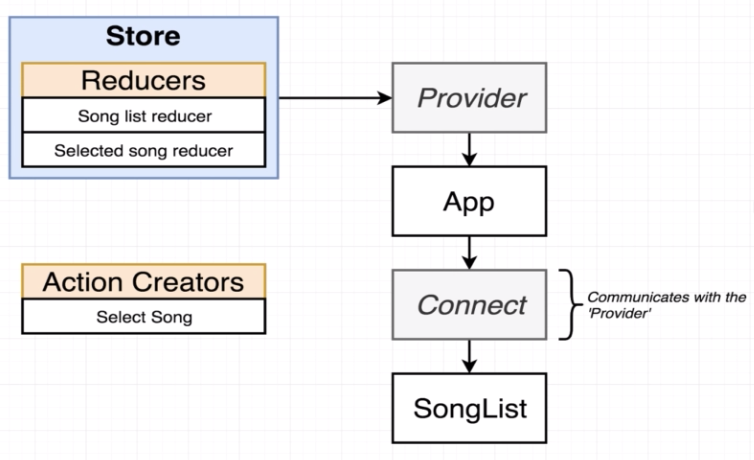 Store
Reducers
Song list reducer
Selected song reducer
Provider
App
Action Creators
Select Song
Connect
Communicates with the
'Provider'
SongList